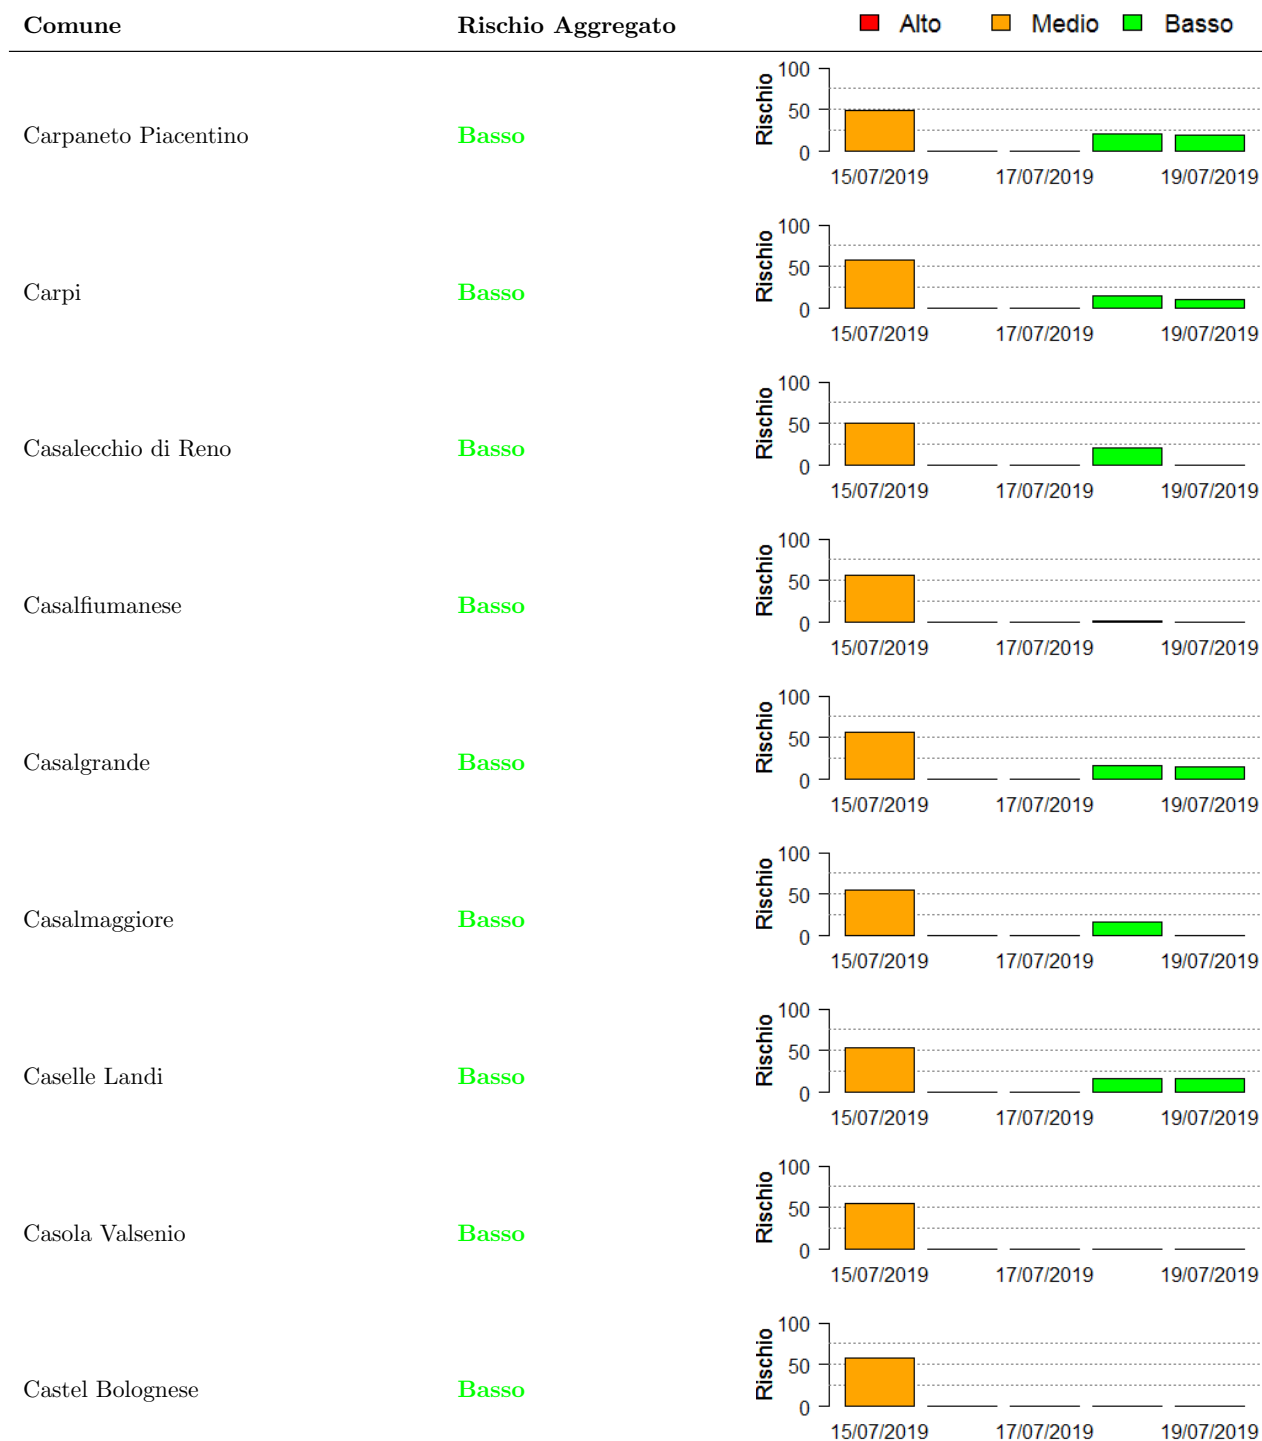 Comune Rischio Aggregato Alto Medio Basso
Carpaneto Piacentino Basso
Rischio
100
50
0
15/07/2019 17/07/2019 19/07/2019
Carpi Basso
Rischio
100
50
0
15/07/2019 17/07/2019 19/07/2019
Casalecchio di Reno Basso
Rischio
100
50
0
15/07/2019 17/07/2019 19/07/2019
Casalfiumanese Basso
Rischio
100
50
0
15/07/2019 17/07/2019 19/07/2019
Casalgrande Basso
Rischio
100
50
0
15/07/2019 17/07/2019 19/07/2019
Casalmaggiore Basso
Rischio
100
50
0
15/07/2019 17/07/2019 19/07/2019
Caselle Landi Basso
Rischio
100
50
0
15/07/2019 17/07/2019 19/07/2019
Casola Valsenio Basso
Rischio
100
50
0
15/07/2019 17/07/2019 19/07/2019
Castel Bolognese Basso
Rischio
100
50
0
15/07/2019 17/07/2019 19/07/2019